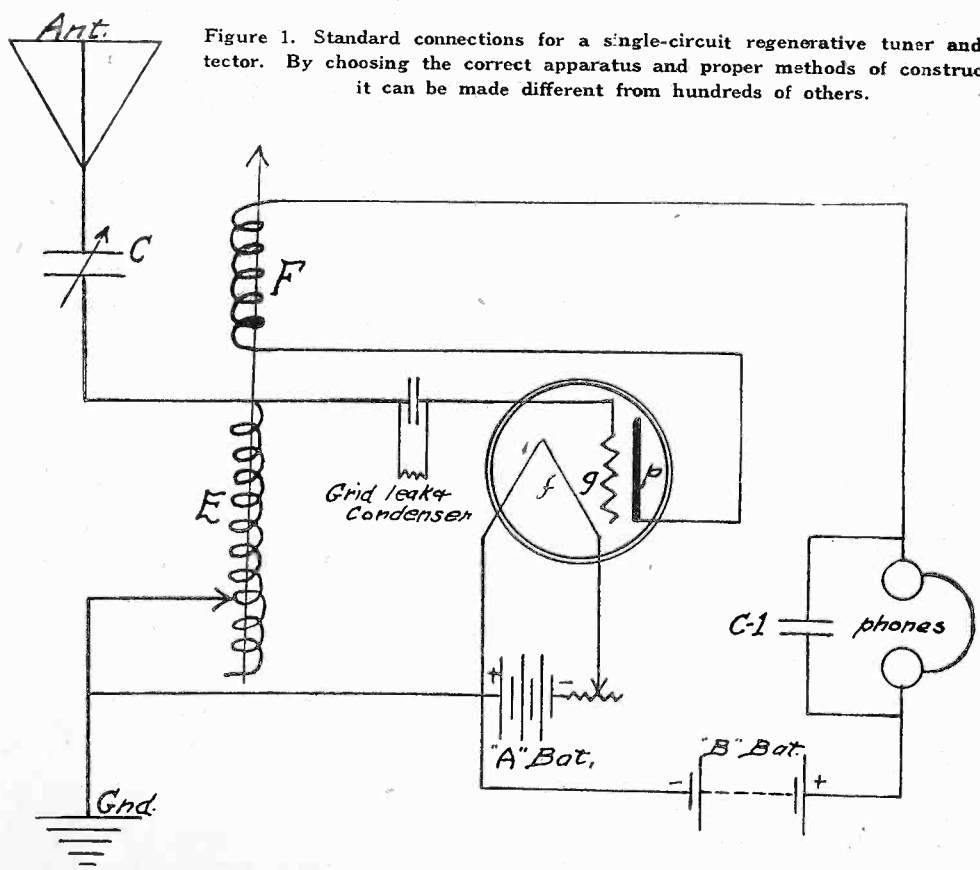 Ant.
Figure 1. Standard connections for a single-circuit regenerative tuner and
tector. By choosing the correct apparatus and proper methods of construc
it can be made different from hundreds of others.
C
F
E
Grid leak &
Condenser
f
g
p
C-1
phones
+
-
"A" Bat.
"B" Bat.
-
+
Gnd.